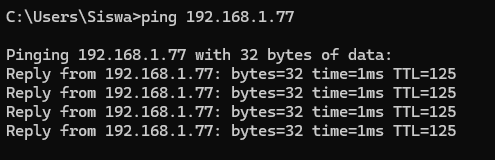 C:\Users\Siswa>ping 192.168.1.77
Pinging 192.168.1.77 with 32 bytes of data:
Reply from 192.168.1.77: bytes=32 time=1ms TTL=125
Reply from 192.168.1.77: bytes=32 time=1ms TTL=125
Reply from 192.168.1.77: bytes=32 time=1ms TTL=125
Reply from 192.168.1.77: bytes=32 time=1ms TTL=125